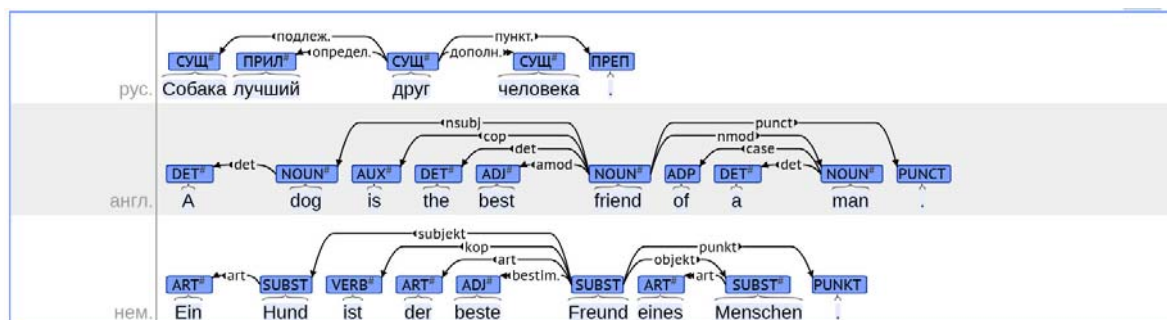 подлеж. пункт.
определ. дополн.
СУЩ# ПРИЛ# СУЩ# СУЩ# ПРЕП
рус. Собака лучший друг человека .
nsubj punct
cop nmod
det case
det amod det
DET# NOUN# AUX# DET# ADJ# NOUN# ADP DET# NOUN# PUNCT
англ. A dog is the best friend of a man .
subjekt
kop punkt
art objekt
art bestim. art
ART# SUBST VERB# ART# ADJ# SUBST ART# SUBST# PUNKT
нем. Ein Hund ist der beste Freund eines Menschen .